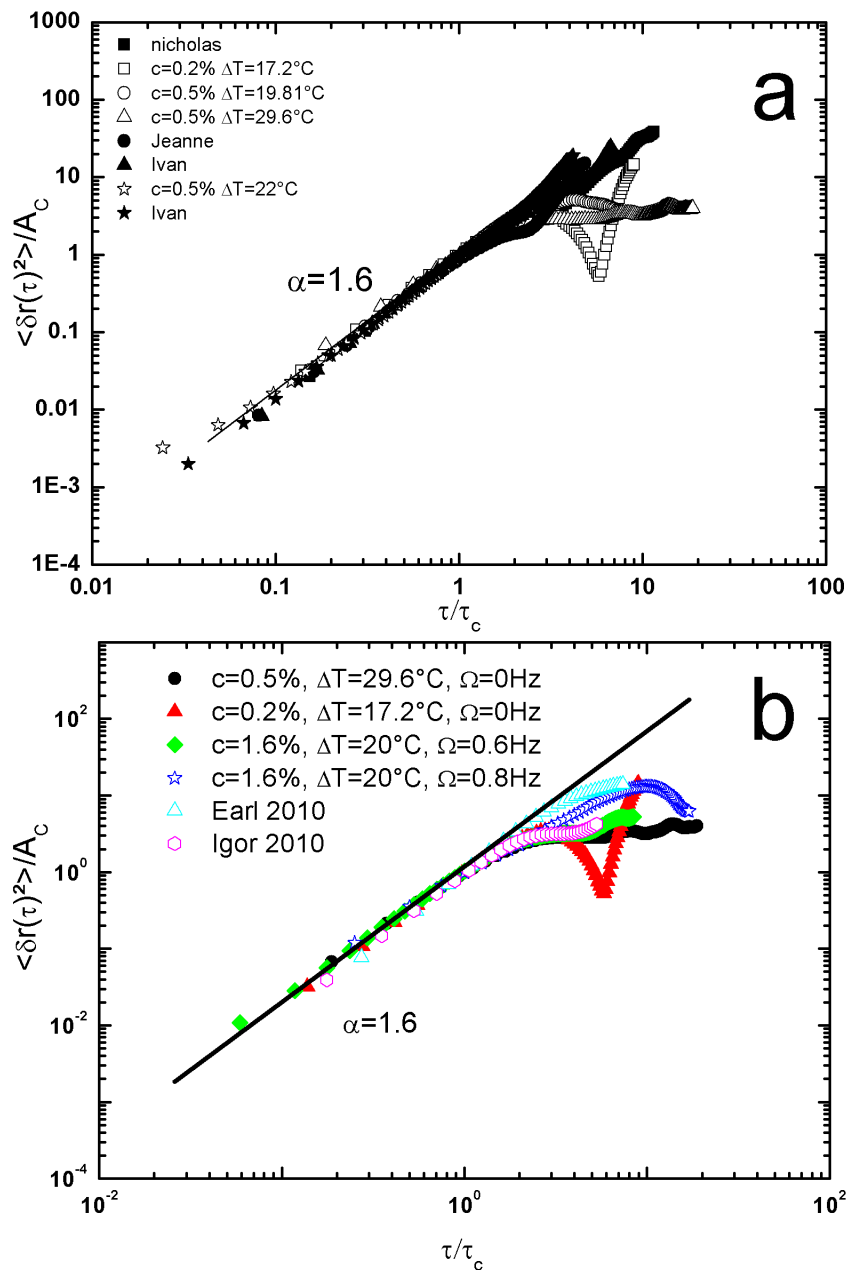 a
nicholas
c=0.2% ΔT=17.2°C
c=0.5% ΔT=19.81°C
c=0.5% ΔT=29.6°C
Jeanne
Ivan
c=0.5% ΔT=22°C
Ivan
α=1.6
<δr(τ)²>/A_C
1000
100
10
1
0.1
0.01
1E-3
1E-4
0.01 0.1 1 10 100
τ/τ_c
b
c=0.5%, ΔT=29.6°C, Ω=0Hz
c=0.2%, ΔT=17.2°C, Ω=0Hz
c=1.6%, ΔT=20°C, Ω=0.6Hz
c=1.6%, ΔT=20°C, Ω=0.8Hz
Earl 2010
Igor 2010
α=1.6
<δr(τ)²>/A_C
10²
10⁰
10⁻²
10⁻⁴
10⁻² 10⁰ 10²
τ/τ_c